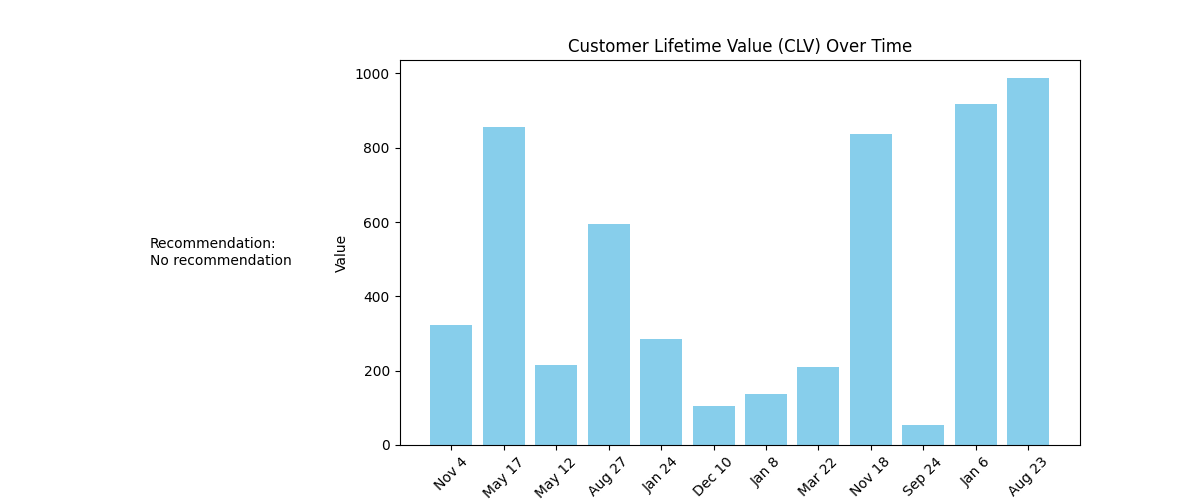 Customer Lifetime Value (CLV) Over Time
1000
800
600
400
200
0
Value
Recommendation:
No recommendation
Nov 4
May 17
May 12
Aug 27
Jan 24
Dec 10
Jan 8
Mar 22
Nov 18
Sep 24
Jan 6
Aug 23